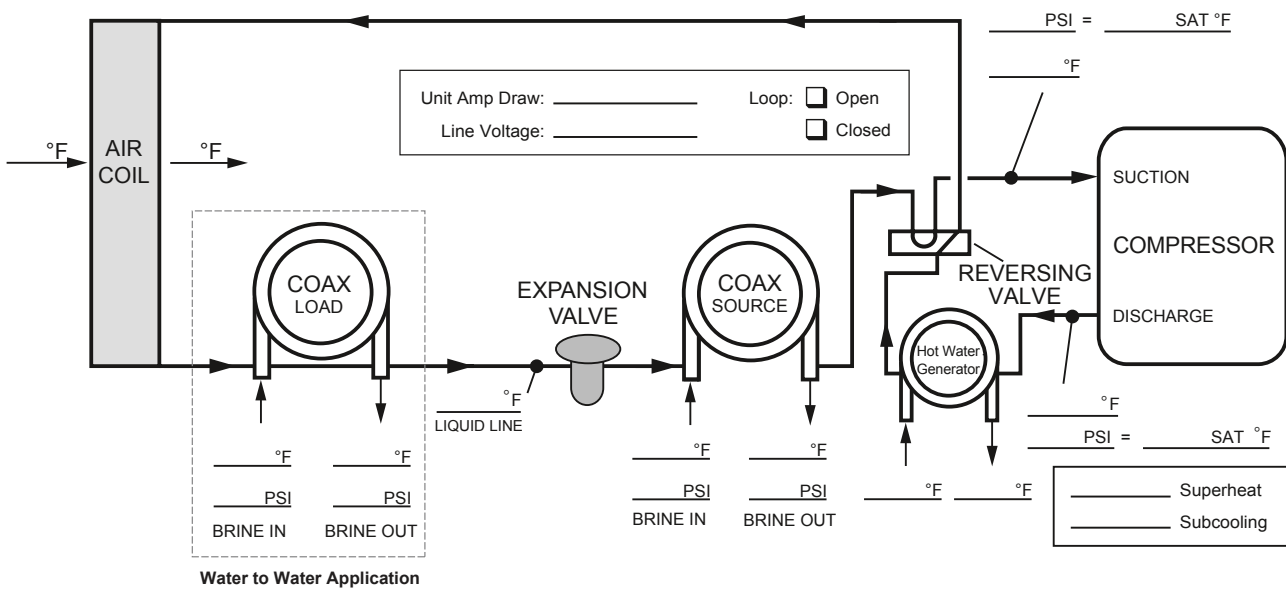 PSI = SAT °F
°F
Unit Amp Draw:
Loop: Open
Line Voltage:
Closed
°F
AIR
COIL
°F
SUCTION
COMPRESSOR
DISCHARGE
COAX
LOAD
EXPANSION
VALVE
COAX
SOURCE
REVERSING
VALVE
Hot Water
Generator
°F
LIQUID LINE
°F
PSI = SAT °F
°F °F
PSI PSI
BRINE IN BRINE OUT
°F °F
PSI PSI
BRINE IN BRINE OUT
°F °F
Superheat
Subcooling
Water to Water Application